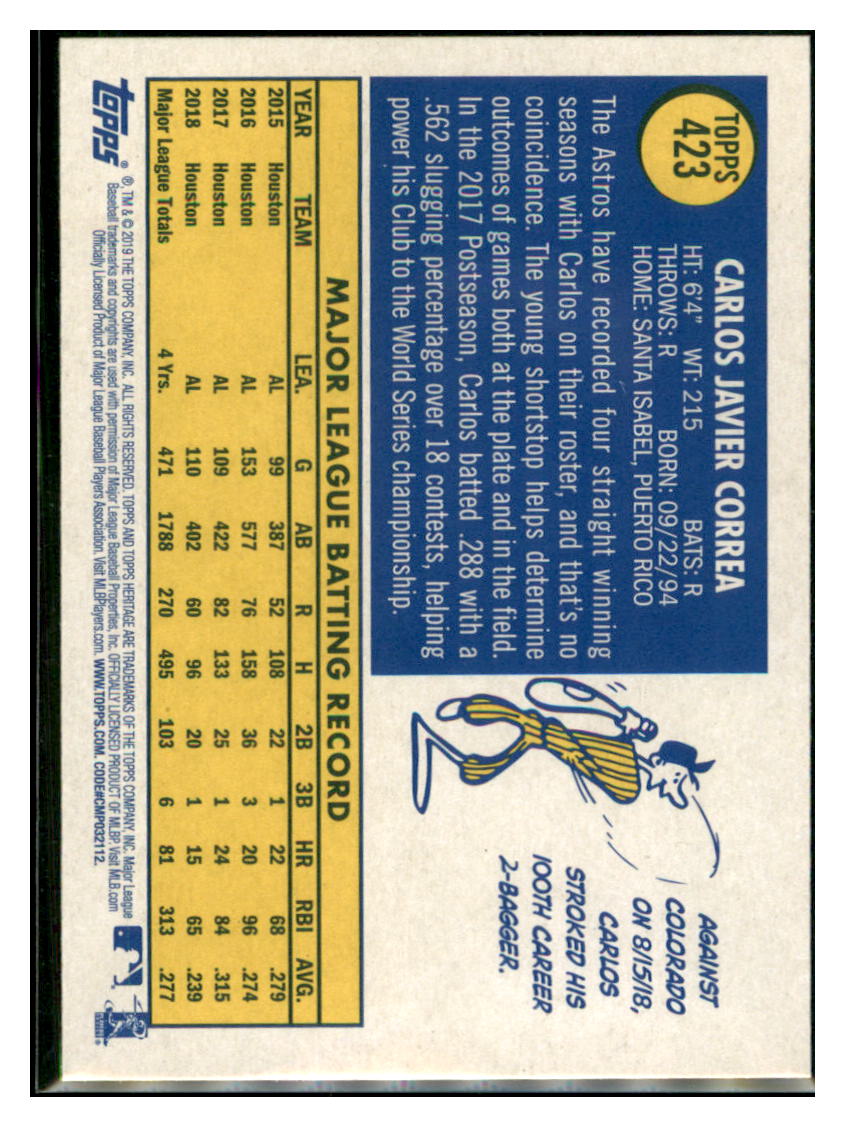 TOPPS
423
CARLOS JAVIER CORREA
HT: 6'4" WT: 215 BATS: R
THROWS: R BORN: 09/22/94
HOME: SANTA ISABEL, PUERTO RICO
The Astros have recorded four straight winning
seasons with Carlos on their roster, and that's no
coincidence. The young shortstop helps determine
outcomes of games both at the plate and in the field.
In the 2017 Postseason, Carlos batted .288 with a
.562 slugging percentage over 18 contests, helping
power his Club to the World Series championship.
AGAINST
COLORADO
ON 8/15/18,
CARLOS
STROKED HIS
100TH CAREER
2-BAGGER.
MAJOR LEAGUE BATTING RECORD
YEAR TEAM LEA. G AB R H 2B 3B HR RBI AVG.
2015 Houston AL 99 387 52 108 22 1 22 68 .279
2016 Houston AL 153 577 76 158 36 3 20 96 .274
2017 Houston AL 109 422 82 133 25 1 24 84 .315
2018 Houston AL 110 402 60 96 20 1 15 65 .239
Major League Totals 4 Yrs. 471 1788 270 495 103 6 81 313 .277
topps®
®, TM & © 2019 THE TOPPS COMPANY, INC. ALL RIGHTS RESERVED. TOPPS AND TOPPS HERITAGE ARE TRADEMARKS OF THE TOPPS COMPANY, INC. Major League
Baseball trademarks and copyrights are used with permission of Major League Baseball Properties, Inc. OFFICIALLY LICENSED PRODUCT OF MLBP. Visit MLB.com
Officially Licensed Product of Major League Baseball Players Association. Visit MLBPlayers.com. WWW.TOPPS.COM. CODE#CMP032112.